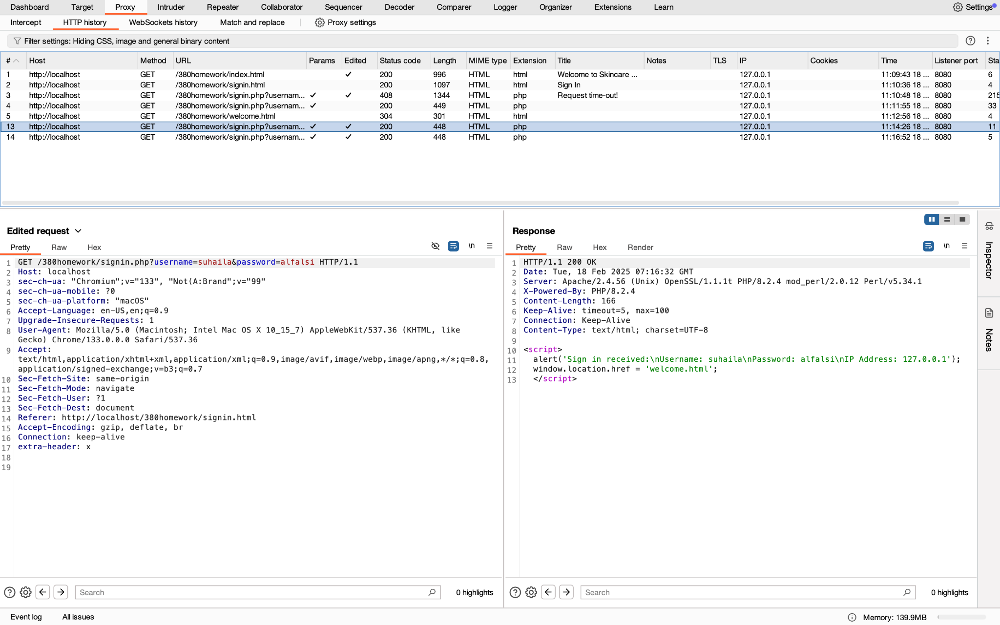 Dashboard Target Proxy Intruder Repeater Collaborator Sequencer Decoder Comparer Logger Organizer Extensions Learn Settings
Intercept HTTP history WebSockets history Match and replace Proxy settings
Filter settings: Hiding CSS, image and general binary content
# Host Method URL Params Edited Status code Length MIME type Extension Title Notes TLS IP Cookies Time Listener port Sta
1 http://localhost GET /380homework/index.html ✓ 200 996 HTML html Welcome to Skincare ... 127.0.0.1 11:09:43 18 ... 8080 6
2 http://localhost GET /380homework/signin.html 200 1097 HTML html Sign In 127.0.0.1 11:10:36 18 ... 8080 4
3 http://localhost GET /380homework/signin.php?usernam... ✓ ✓ 408 1344 HTML php Request time-out! 127.0.0.1 11:10:48 18 ... 8080 215
4 http://localhost GET /380homework/signin.php?usernam... ✓ 200 449 HTML php 127.0.0.1 11:11:55 18 ... 8080 33
5 http://localhost GET /380homework/welcome.html 304 301 HTML html 127.0.0.1 11:12:56 18 ... 8080 4
13 http://localhost GET /380homework/signin.php?usernam... ✓ ✓ 200 448 HTML php 127.0.0.1 11:14:26 18 ... 8080 11
14 http://localhost GET /380homework/signin.php?usernam... ✓ ✓ 200 448 HTML php 127.0.0.1 11:16:52 18 ... 8080 5
Edited request
Pretty Raw Hex \n
1 GET /380homework/signin.php?username=suhaila&password=alfalsi HTTP/1.1
2 Host: localhost
3 sec-ch-ua: "Chromium";v="133", "Not(A:Brand";v="99"
4 sec-ch-ua-mobile: ?0
5 sec-ch-ua-platform: "macOS"
6 Accept-Language: en-US,en;q=0.9
7 Upgrade-Insecure-Requests: 1
8 User-Agent: Mozilla/5.0 (Macintosh; Intel Mac OS X 10_15_7) AppleWebKit/537.36 (KHTML, like
Gecko) Chrome/133.0.0.0 Safari/537.36
9 Accept:
text/html,application/xhtml+xml,application/xml;q=0.9,image/avif,image/webp,image/apng,*/*;q=0.8,
application/signed-exchange;v=b3;q=0.7
10 Sec-Fetch-Site: same-origin
11 Sec-Fetch-Mode: navigate
12 Sec-Fetch-User: ?1
13 Sec-Fetch-Dest: document
14 Referer: http://localhost/380homework/signin.html
15 Accept-Encoding: gzip, deflate, br
16 Connection: keep-alive
17 extra-header: x
18
19
Search 0 highlights
Response
Pretty Raw Hex Render \n
1 HTTP/1.1 200 OK
2 Date: Tue, 18 Feb 2025 07:16:32 GMT
3 Server: Apache/2.4.56 (Unix) OpenSSL/1.1.1t PHP/8.2.4 mod_perl/2.0.12 Perl/v5.34.1
4 X-Powered-By: PHP/8.2.4
5 Content-Length: 166
6 Keep-Alive: timeout=5, max=100
7 Connection: Keep-Alive
8 Content-Type: text/html; charset=UTF-8
9
10 <script>
11 alert('Sign in received:\nUsername: suhaila\nPassword: alfalsi\nIP Address: 127.0.0.1');
12 window.location.href = 'welcome.html';
13 </script>
Search 0 highlights
Inspector
Notes
Event log All issues Memory: 139.9MB